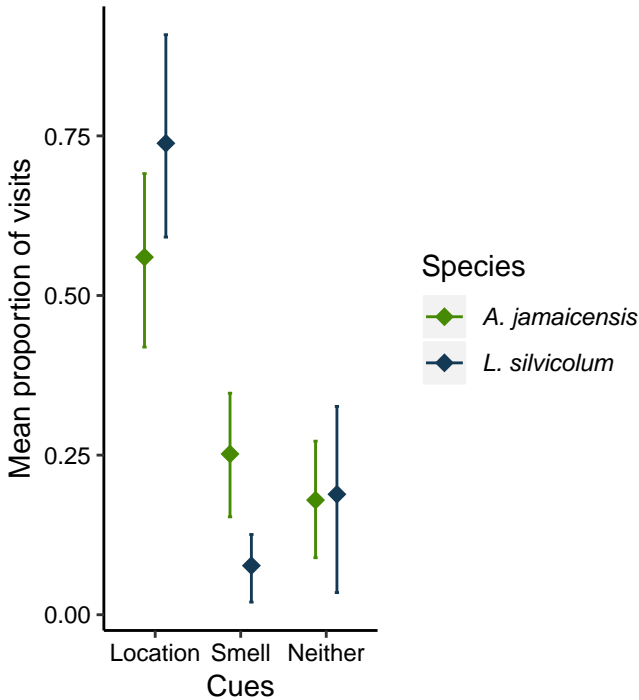 Mean proportion of visits
0.75
0.50
0.25
0.00
Location Smell Neither
Cues
Species
A. jamaicensis
L. silvicolum